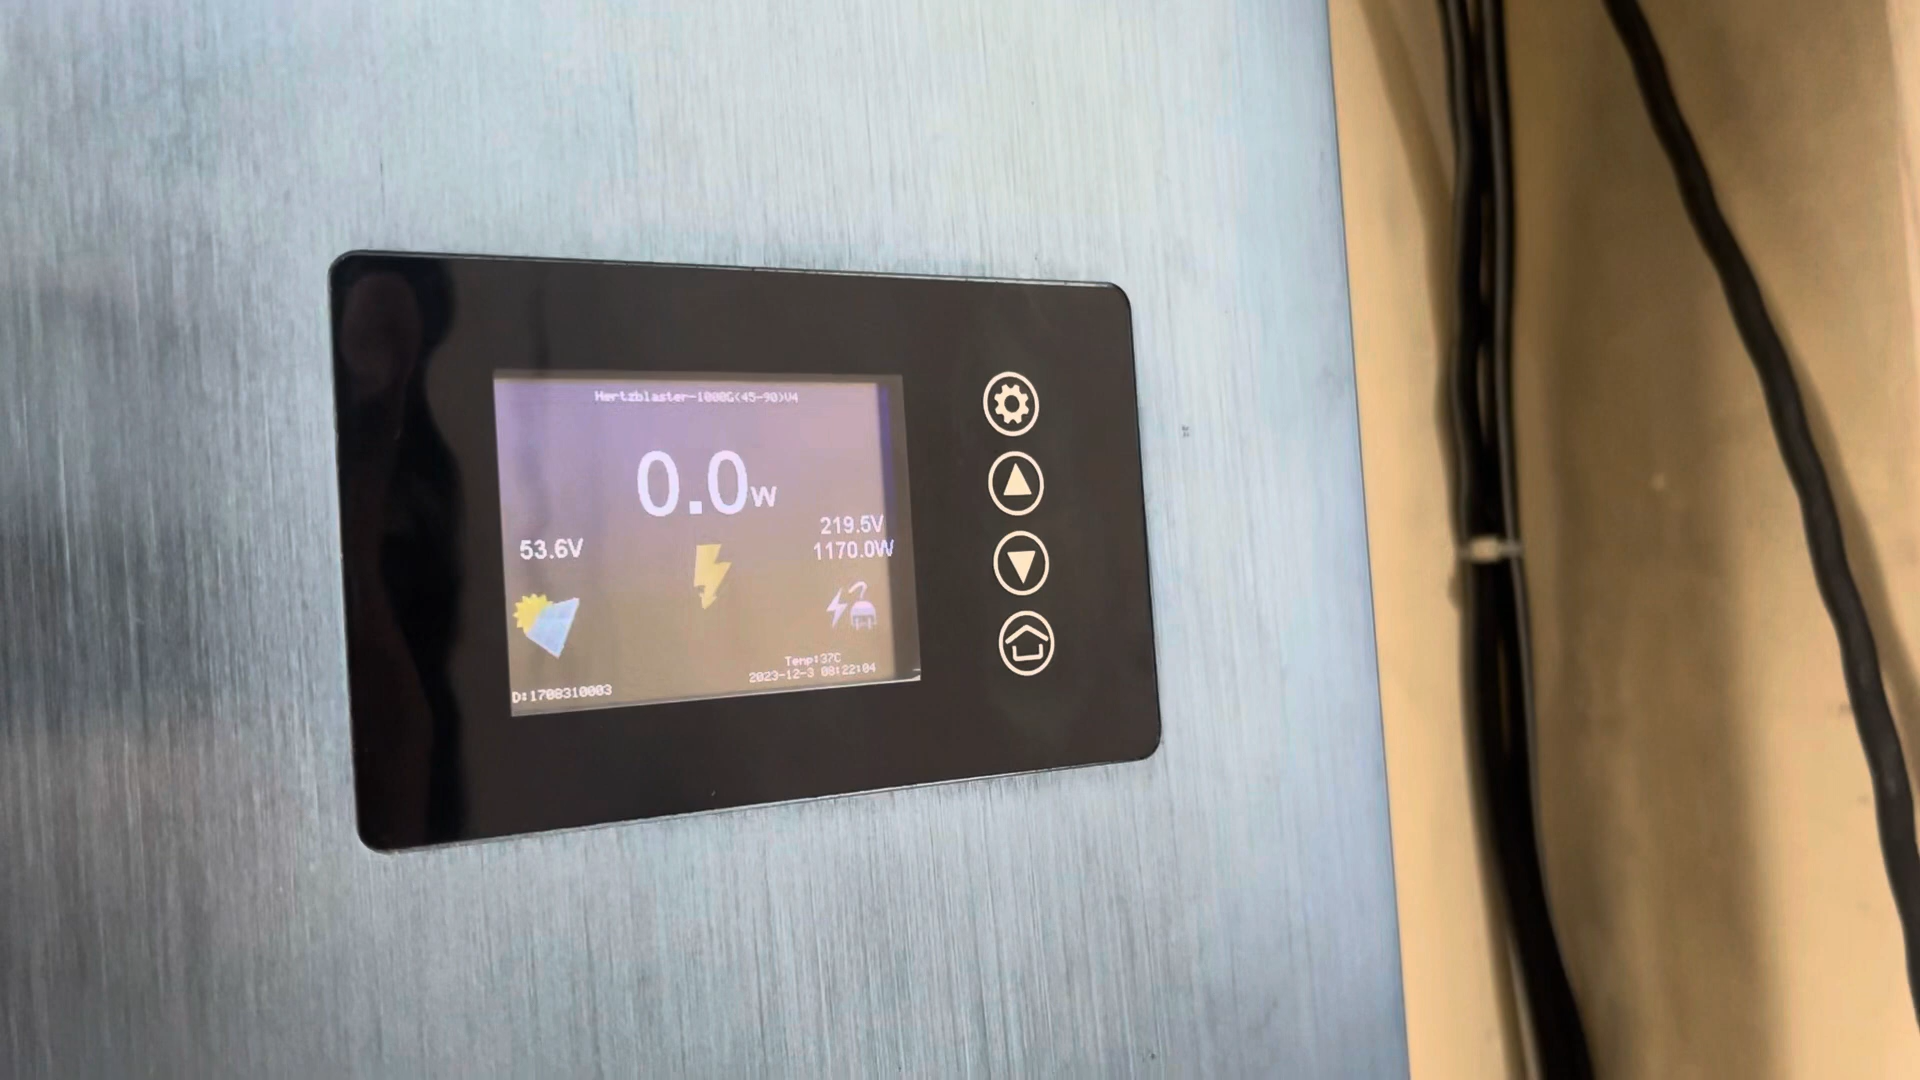 Hertzblaster-1000G(45-90)V4
0.0W
219.5V
53.6V
1170.0W
Temp:37C
2023-12-3 08:22:04
D:1708310003